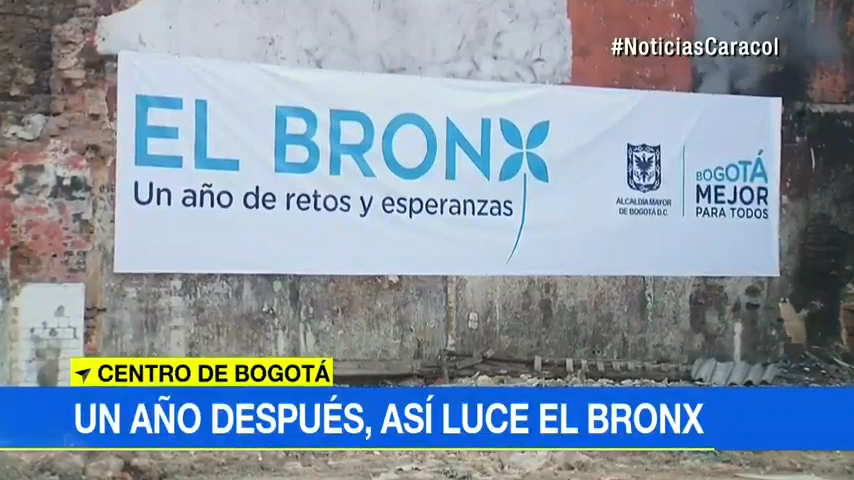 #NoticiasCaracol
EL BRONX
Un año de retos y esperanzas
ALCALDÍA MAYOR
DE BOGOTÁ D.C.
BOGOTÁ
MEJOR
PARA TODOS
CENTRO DE BOGOTÁ
UN AÑO DESPUÉS, ASÍ LUCE EL BRONX